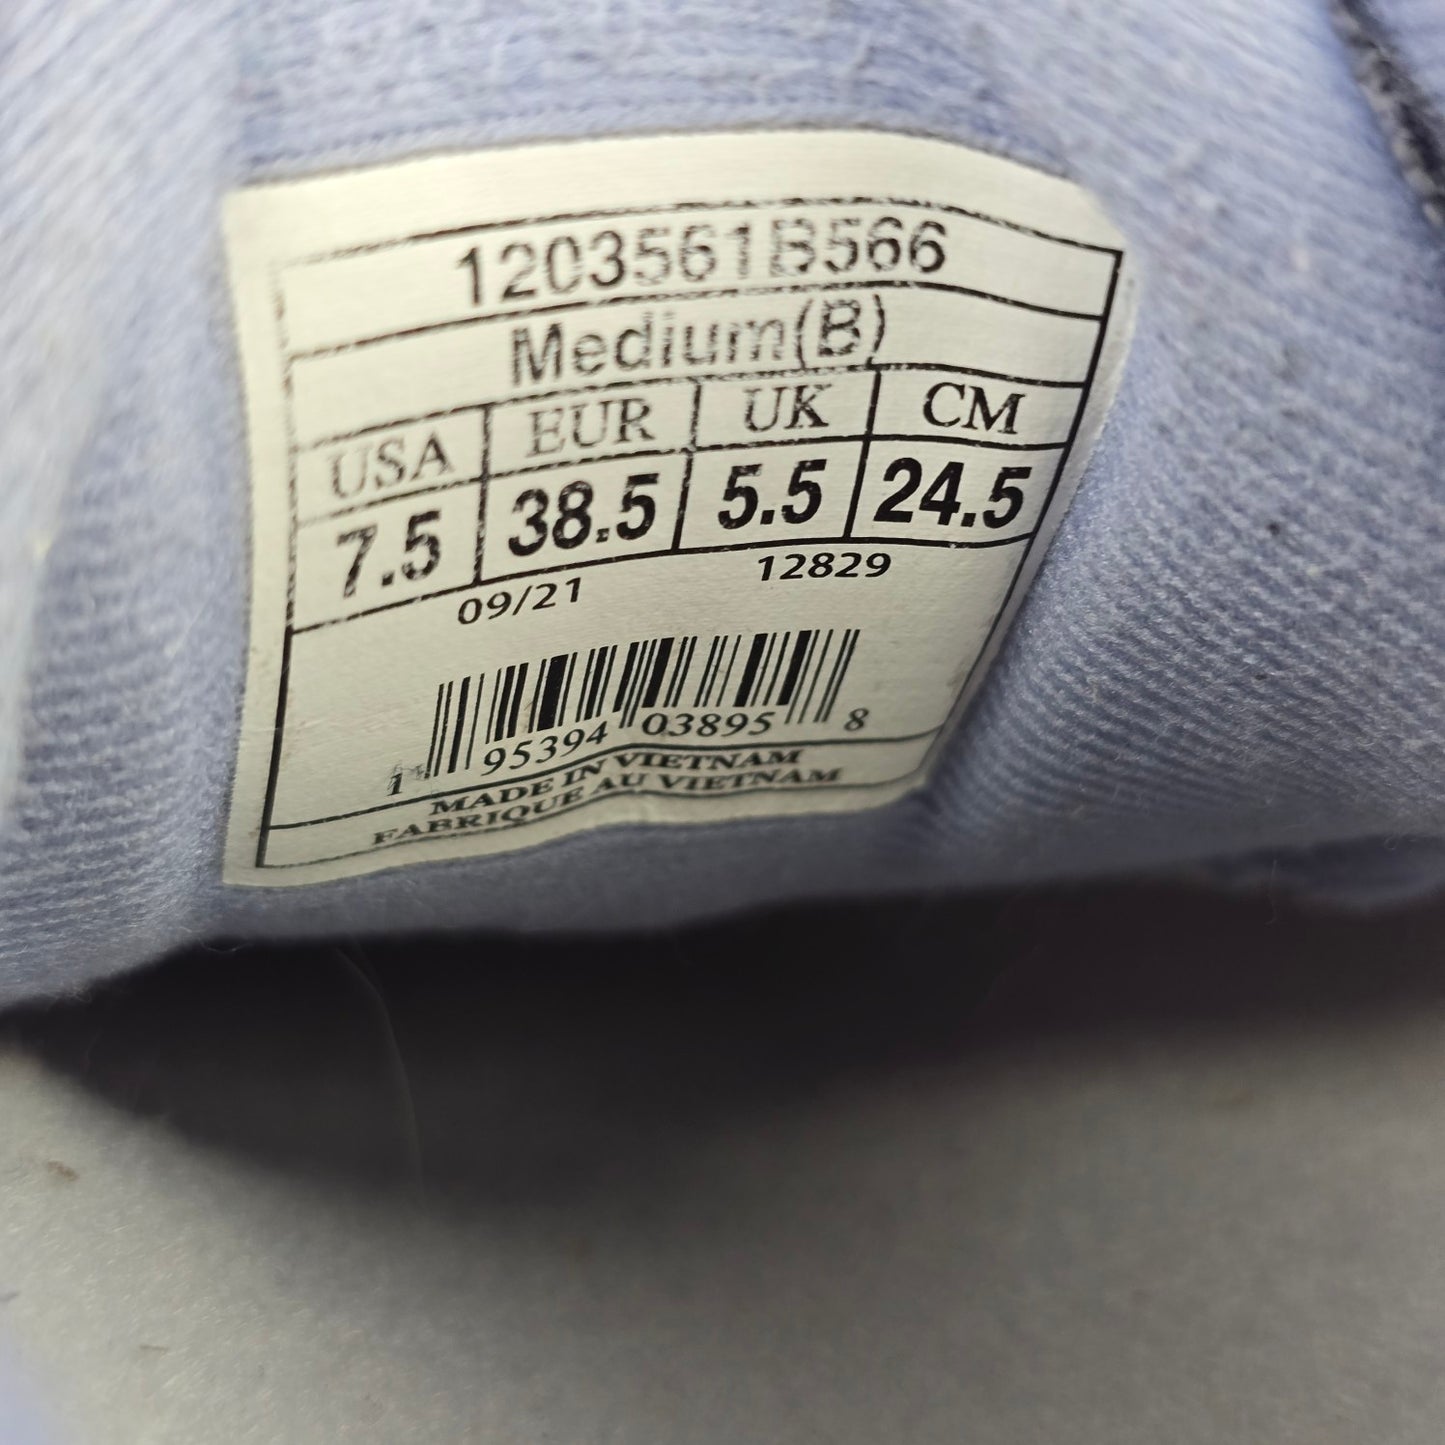 1203561B566
Medium(B)
USA EUR UK CM
7.5 38.5 5.5 24.5
09/21 12829
1 95394 03895 8
MADE IN VIETNAM
FABRIQUE AU VIETNAM